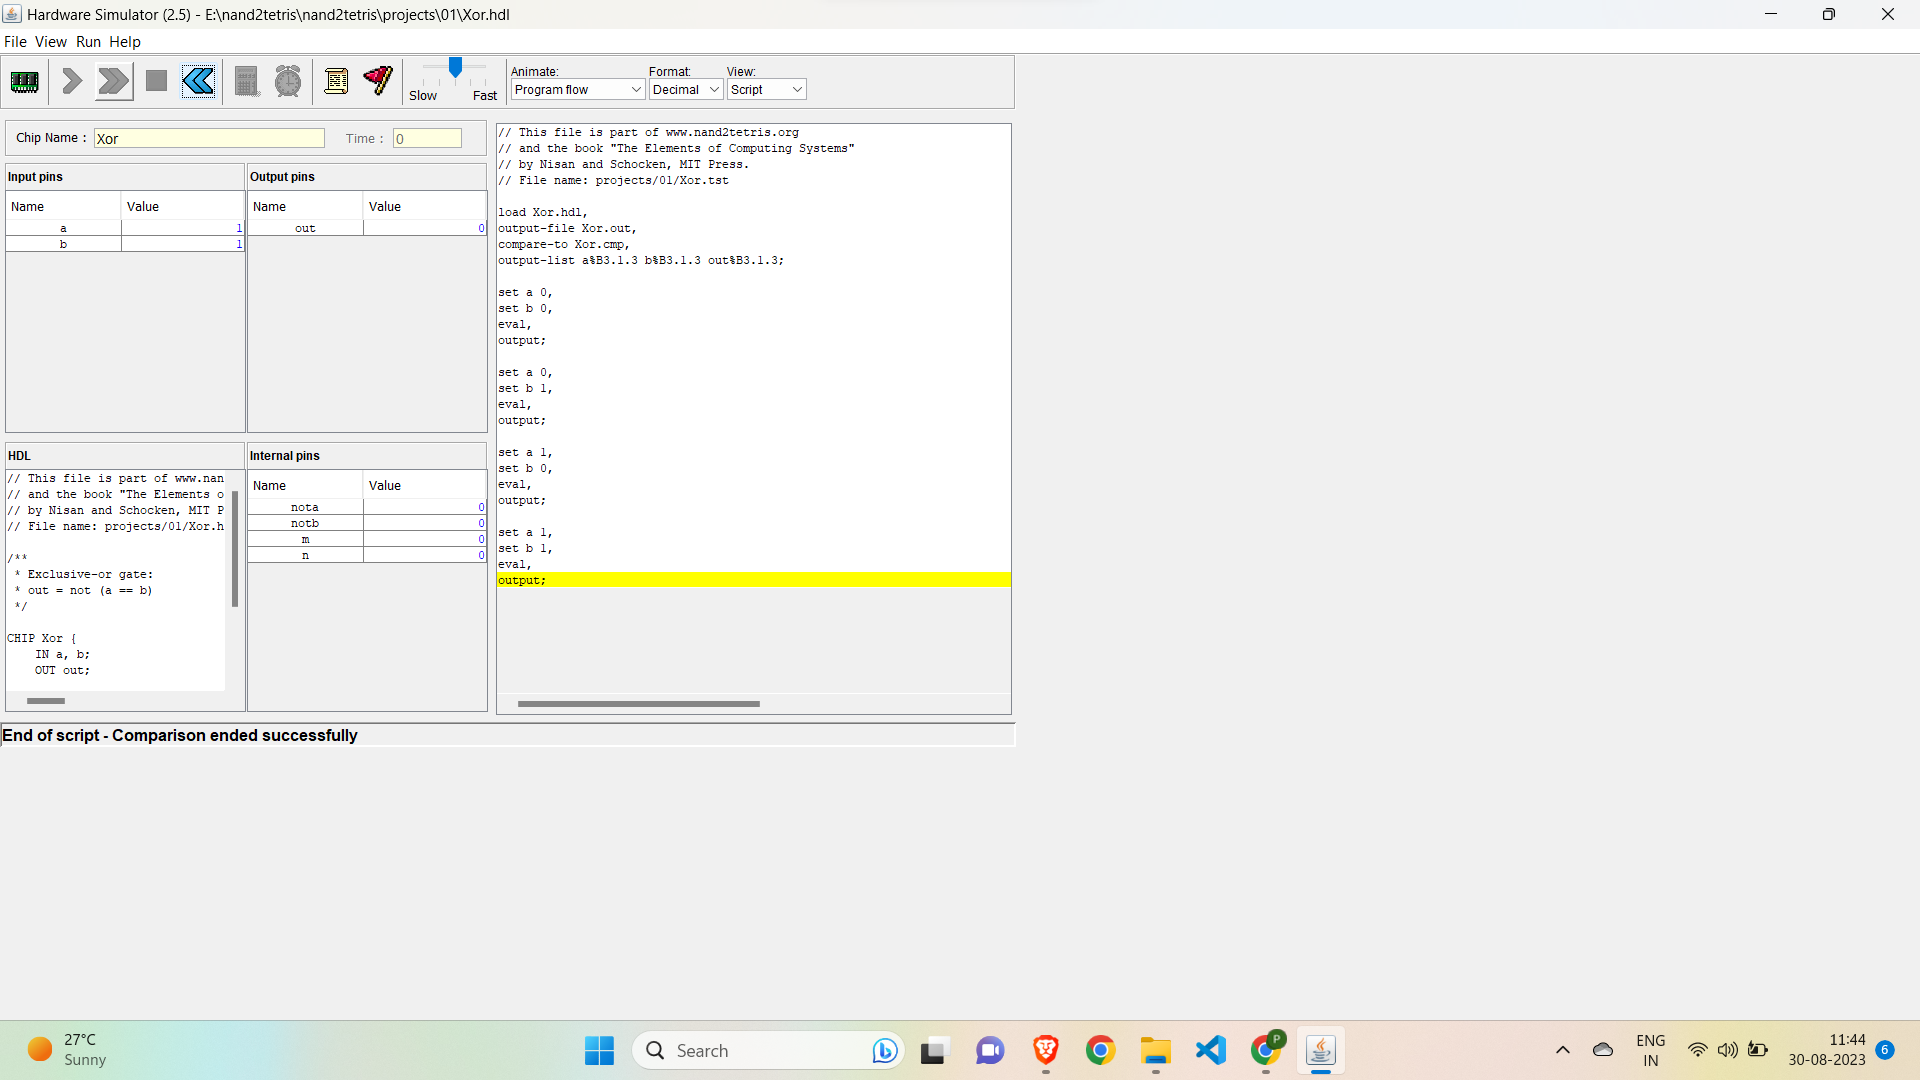 Hardware Simulator (2.5) - E:\nand2tetris\nand2tetris\projects\01\Xor.hdl
File View Run Help
Slow Fast
Animate:
Program flow
Format:
Decimal
View:
Script
Chip Name : Xor
Time : 0
Input pins
Name Value
a 1
b 1
Output pins
Name Value
out 0
HDL
// This file is part of www.nan
// and the book "The Elements o
// by Nisan and Schocken, MIT P
// File name: projects/01/Xor.h
/**
* Exclusive-or gate:
* out = not (a == b)
*/
CHIP Xor {
IN a, b;
OUT out;
Internal pins
Name Value
nota 0
notb 0
m 0
n 0
// This file is part of www.nand2tetris.org
// and the book "The Elements of Computing Systems"
// by Nisan and Schocken, MIT Press.
// File name: projects/01/Xor.tst
load Xor.hdl,
output-file Xor.out,
compare-to Xor.cmp,
output-list a%B3.1.3 b%B3.1.3 out%B3.1.3;
set a 0,
set b 0,
eval,
output;
set a 0,
set b 1,
eval,
output;
set a 1,
set b 0,
eval,
output;
set a 1,
set b 1,
eval,
output;
End of script - Comparison ended successfully
27°C
Sunny
Search
P
ENG
IN
11:44
30-08-2023
6